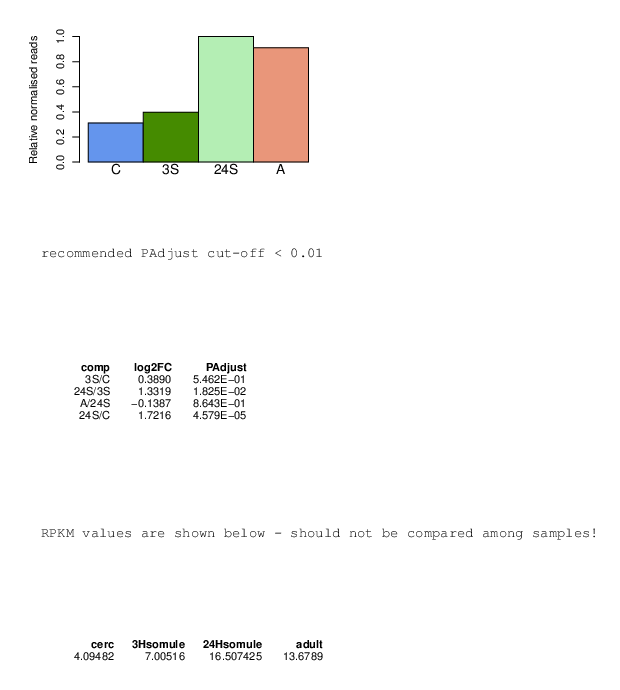 Relative normalised reads
1.0
0.8
0.6
0.4
0.2
0.0
C 3S 24S A
recommended PAdjust cut-off < 0.01
comp log2FC PAdjust
3S/C 0.3890 5.462E−01
24S/3S 1.3319 1.825E−02
A/24S −0.1387 8.643E−01
24S/C 1.7216 4.579E−05
RPKM values are shown below - should not be compared among samples!
cerc 3Hsomule 24Hsomule adult
4.09482 7.00516 16.507425 13.6789